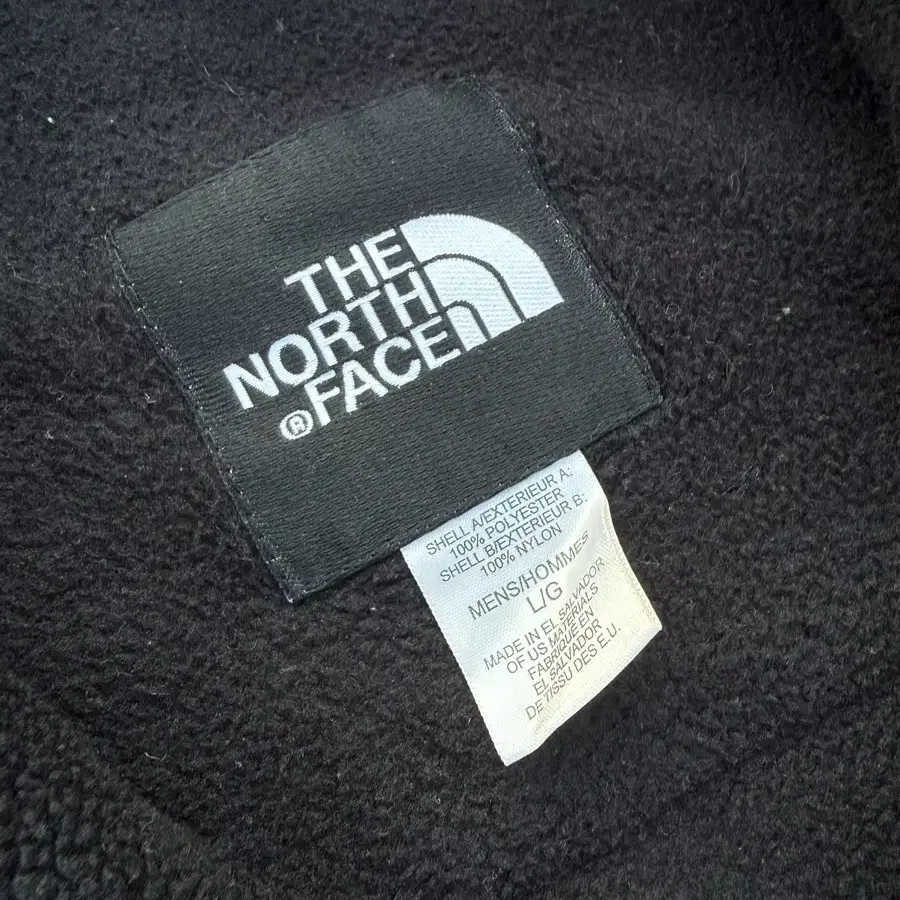 THE
NORTH
®FACE
SHELL A/EXTERIEUR A:
100% POLYESTER
SHELL B/EXTERIEUR B:
100% NYLON
MENS/HOMMES
L/G
MADE IN EL SALVADOR
OF US MATERIALS
FABRIQUE EN
EL SALVADOR
DE TISSU DES E.U.